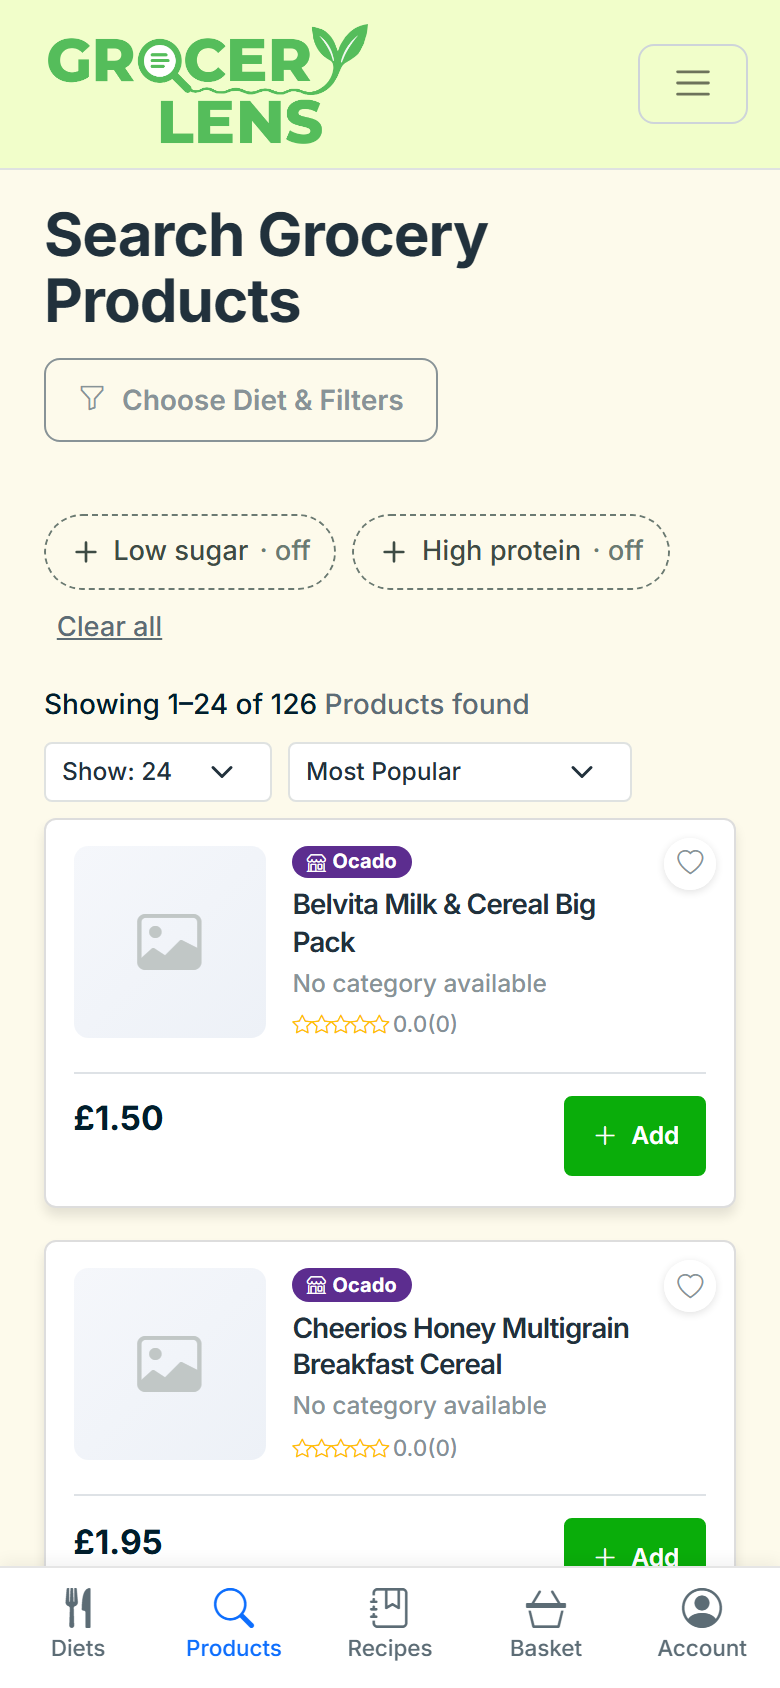 GROCERY
LENS
Search Grocery
Products
Choose Diet & Filters
+ Low sugar · off
+ High protein · off
Clear all
Showing 1–24 of 126 Products found
Show: 24
Most Popular
Ocado
Belvita Milk & Cereal Big
Pack
No category available
0.0(0)
£1.50
+ Add
Ocado
Cheerios Honey Multigrain
Breakfast Cereal
No category available
0.0(0)
£1.95
+ Add
Diets
Products
Recipes
Basket
Account